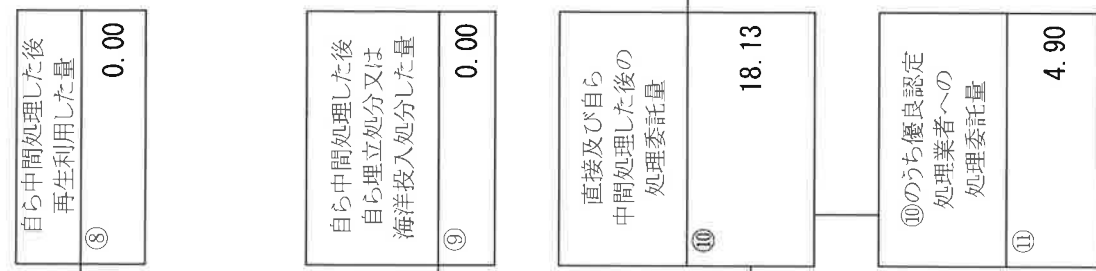 自ら中間処理した後
再生利用した量
⑧
0.00
自ら中間処理した後
自ら埋立処分又は
海洋投入処分した量
⑨
0.00
直接及び自ら
中間処理した後の
処理委託量
⑩
18.13
⑩のうち優良認定
処理業者への
処理委託量
⑪
4.90